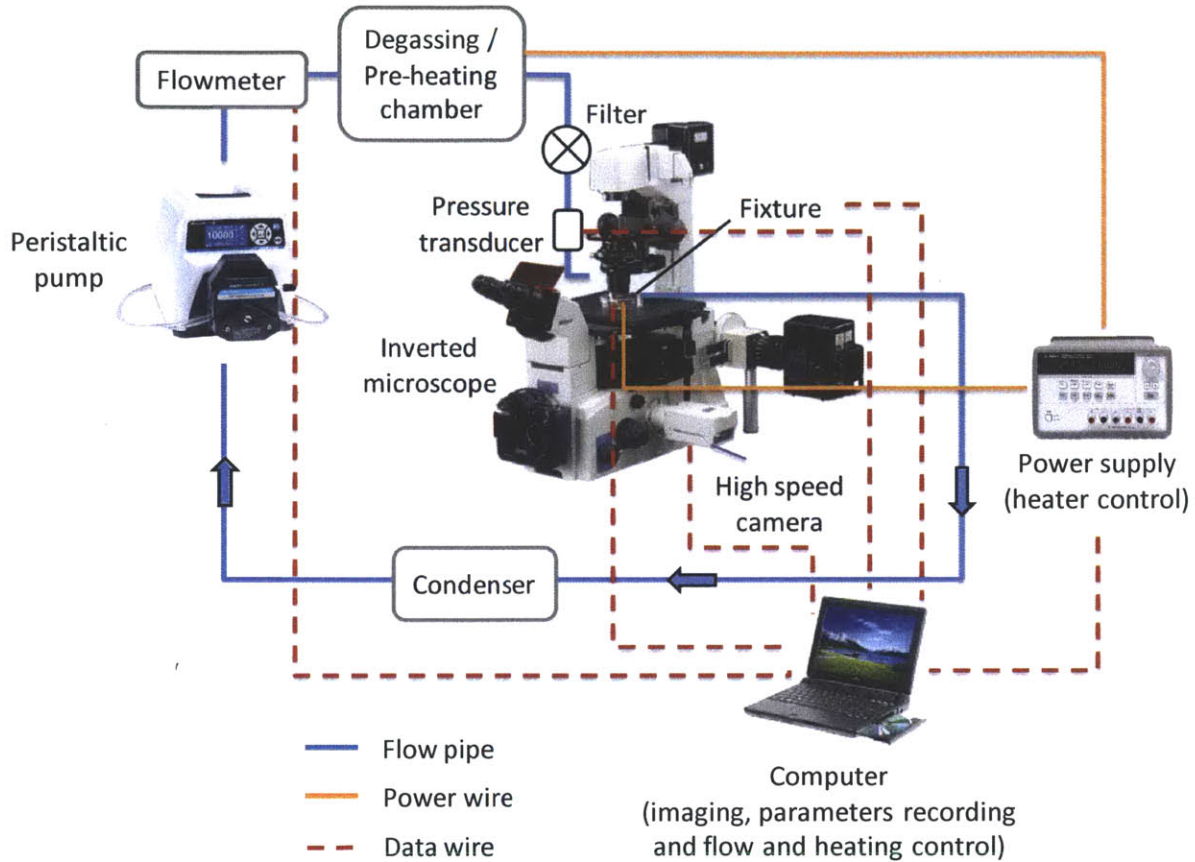 Degassing /
Pre-heating
chamber
Flowmeter
Filter
Pressure
transducer
Fixture
Peristaltic
pump
Inverted
microscope
High speed
camera
Power supply
(heater control)
Condenser
Flow pipe
Power wire
Data wire
Computer
(imaging, parameters recording
and flow and heating control)